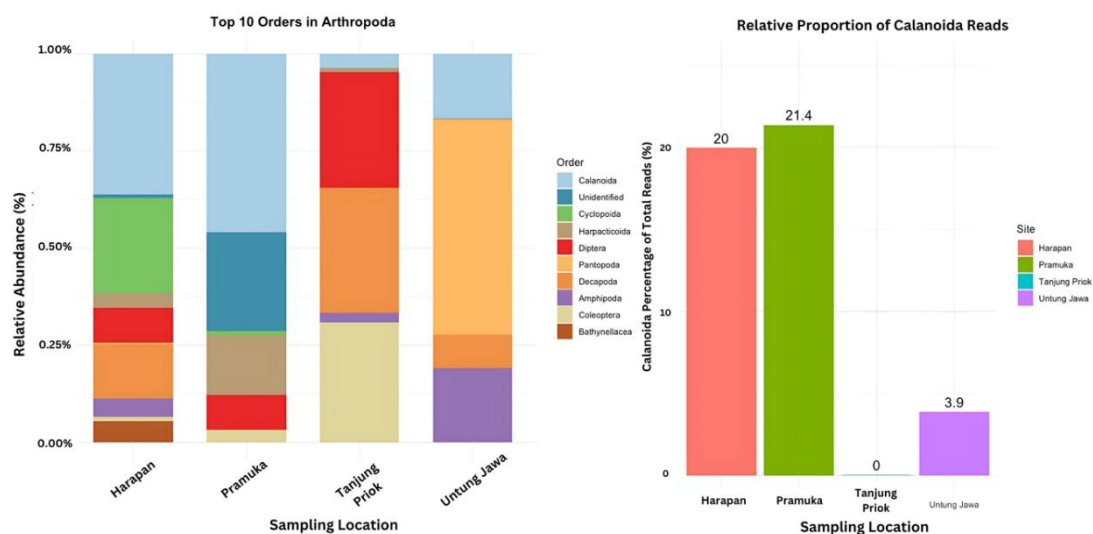 Top 10 Orders in Arthropoda
Relative Abundance (%)
1.00%
0.75%
0.50%
0.25%
0.00%
Harapan
Pramuka
Tanjung
Priok
Untung Jawa
Sampling Location
Order
Calanoida
Unidentified
Cyclopoida
Harpacticoida
Diptera
Pantopoda
Decapoda
Amphipoda
Coleoptera
Bathynellacea
Relative Proportion of Calanoida Reads
Calanoida Percentage of Total Reads (%)
20
10
0
20
21.4
0
3.9
Harapan
Pramuka
Tanjung
Priok
Untung Jawa
Sampling Location
Site
Harapan
Pramuka
Tanjung Priok
Untung Jawa